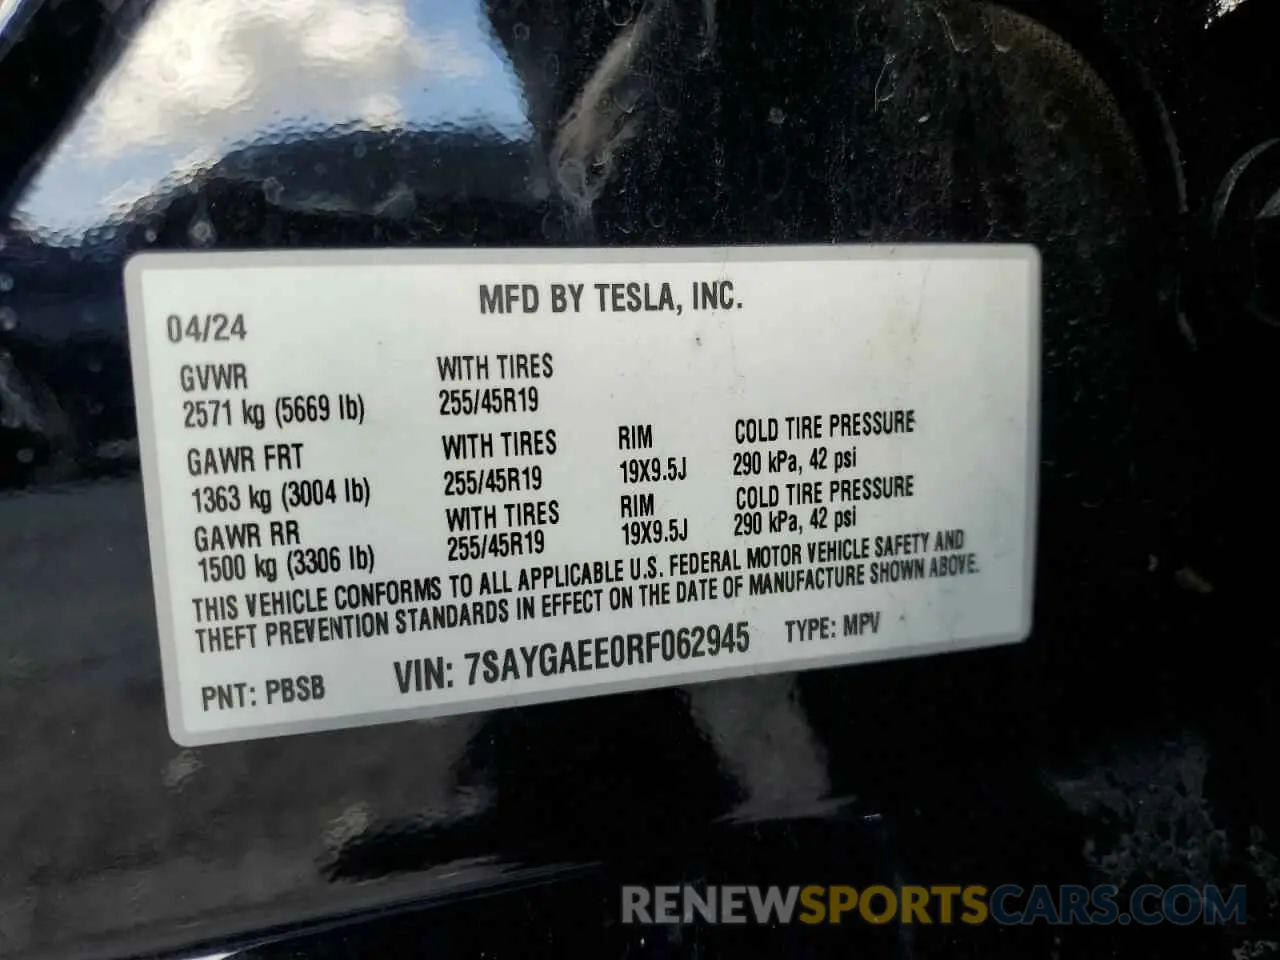 MFD BY TESLA, INC.
04/24
GVWR WITH TIRES
2571 kg (5669 lb) 255/45R19
GAWR FRT WITH TIRES RIM COLD TIRE PRESSURE
1363 kg (3004 lb) 255/45R19 19X9.5J 290 kPa, 42 psi
GAWR RR WITH TIRES RIM COLD TIRE PRESSURE
1500 kg (3306 lb) 255/45R19 19X9.5J 290 kPa, 42 psi
THIS VEHICLE CONFORMS TO ALL APPLICABLE U.S. FEDERAL MOTOR VEHICLE SAFETY AND
THEFT PREVENTION STANDARDS IN EFFECT ON THE DATE OF MANUFACTURE SHOWN ABOVE.
PNT: PBSB VIN: 7SAYGAEE0RF062945 TYPE: MPV
RENEWSPORTSCARS.COM